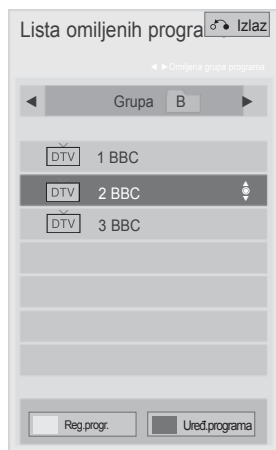 Lista omiljenih progra Izlaz
◄ ►Omiljena grupa programa
◄ Grupa B ►
DTV 1 BBC
DTV 2 BBC
DTV 3 BBC
Reg.progr. Uređ.programa